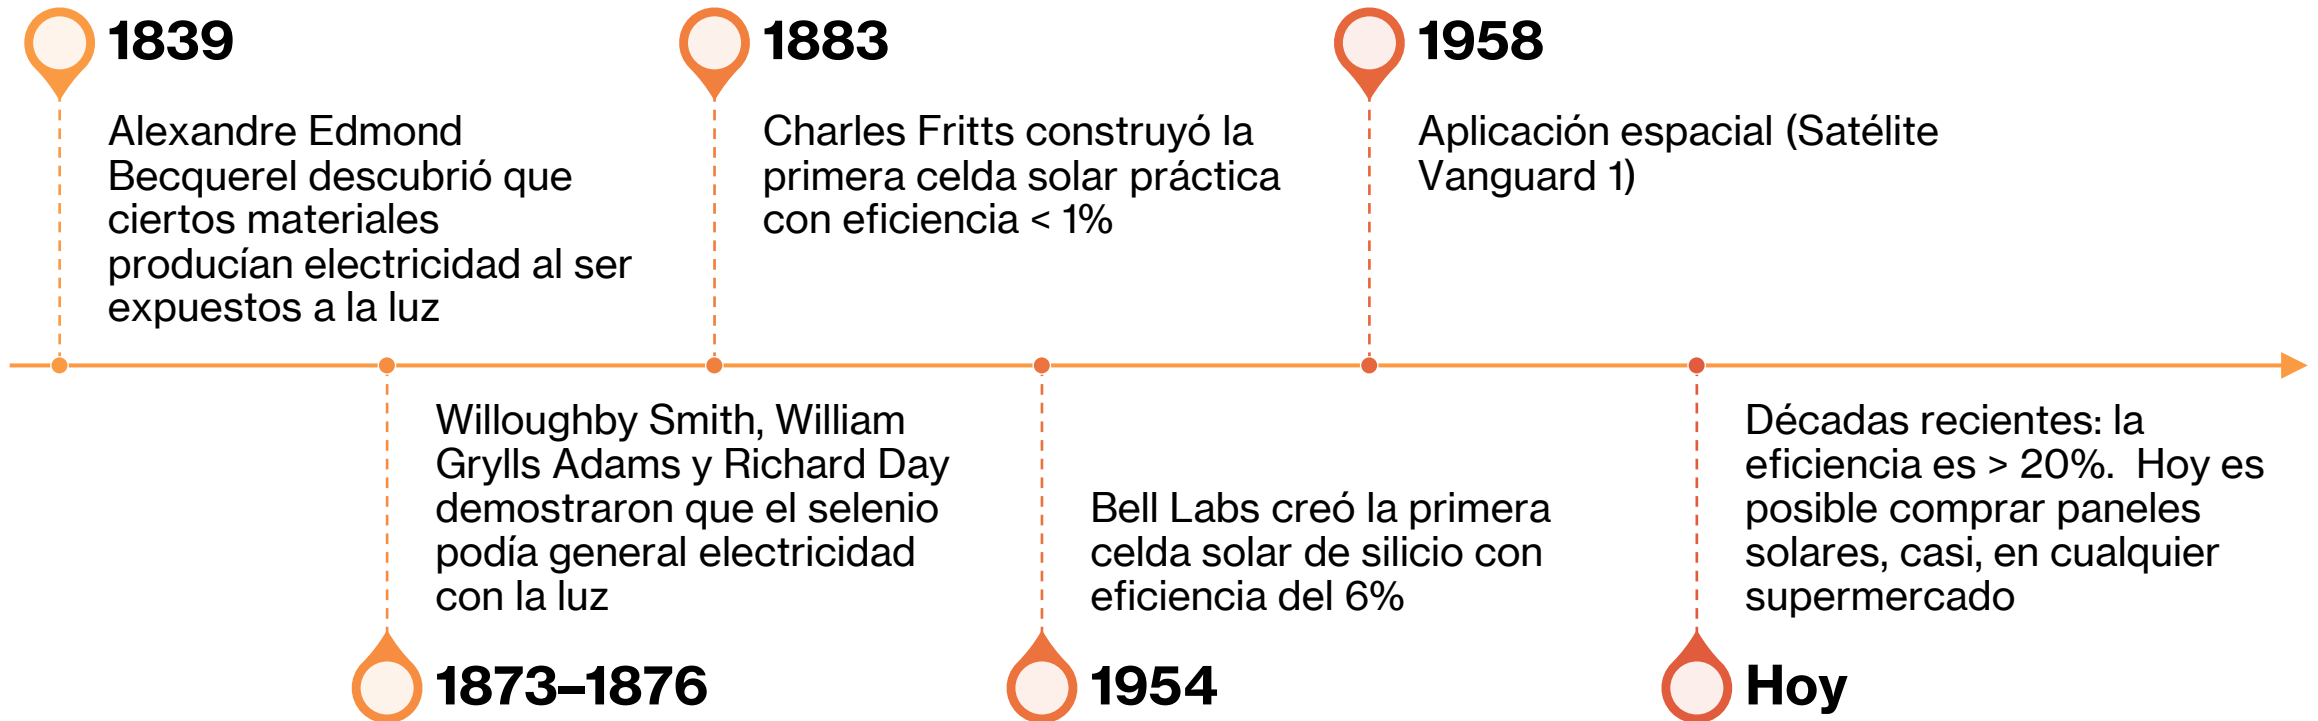 1839
Alexandre Edmond
Becquerel descubrió que
ciertos materiales
producían electricidad al ser
expuestos a la luz
Willoughby Smith, William
Grylls Adams y Richard Day
demostraron que el selenio
podía general electricidad
con la luz
1873–1876
1883
Charles Fritts construyó la
primera celda solar práctica
con eficiencia < 1%
Bell Labs creó la primera
celda solar de silicio con
eficiencia del 6%
1954
1958
Aplicación espacial (Satélite
Vanguard 1)
Décadas recientes: la
eficiencia es > 20%.  Hoy es
posible comprar paneles
solares, casi, en cualquier
supermercado
Hoy